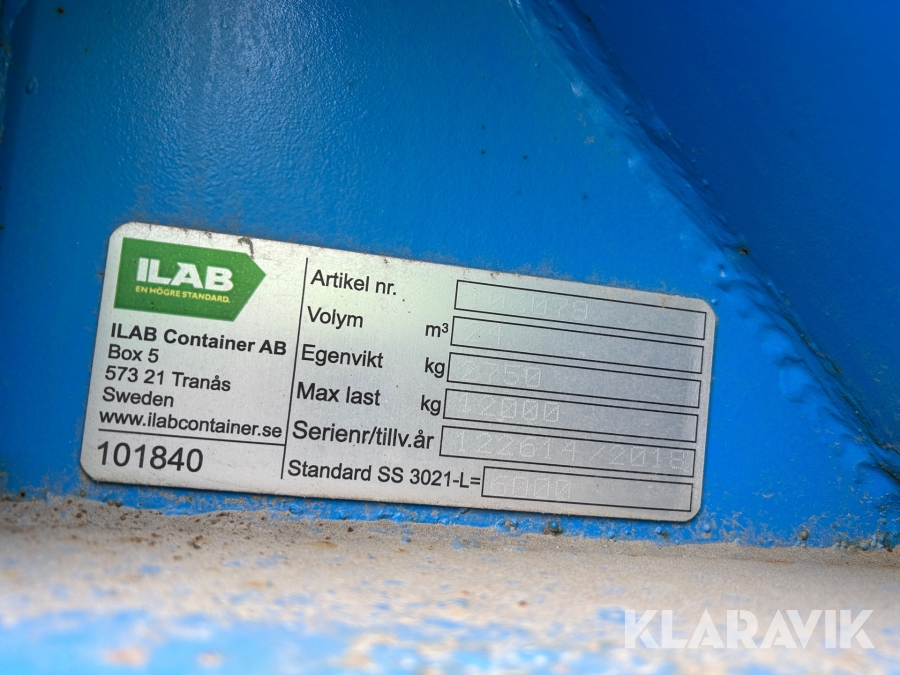 ILAB
EN HÖGRE STANDARD.
ILAB Container AB
Box 5
573 21 Tranås
Sweden
www.ilabcontainer.se
101840
Artikel nr.
Volym m³
Egenvikt kg 2750
Max last kg 12000
Serienr/tillv.år 122614/2018
Standard SS 3021-L= 6000
KLARAVIK